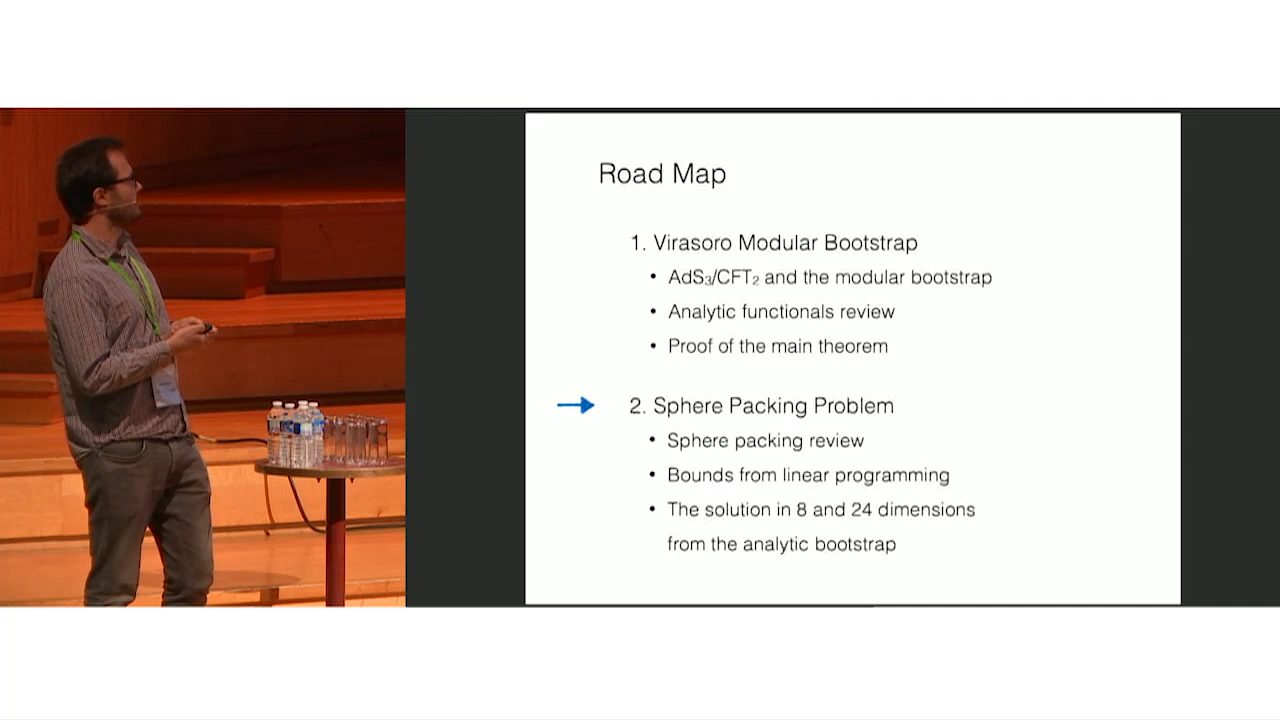 Road Map
1. Virasoro Modular Bootstrap
• AdS₃/CFT₂ and the modular bootstrap
• Analytic functionals review
• Proof of the main theorem
2. Sphere Packing Problem
• Sphere packing review
• Bounds from linear programming
• The solution in 8 and 24 dimensions
from the analytic bootstrap